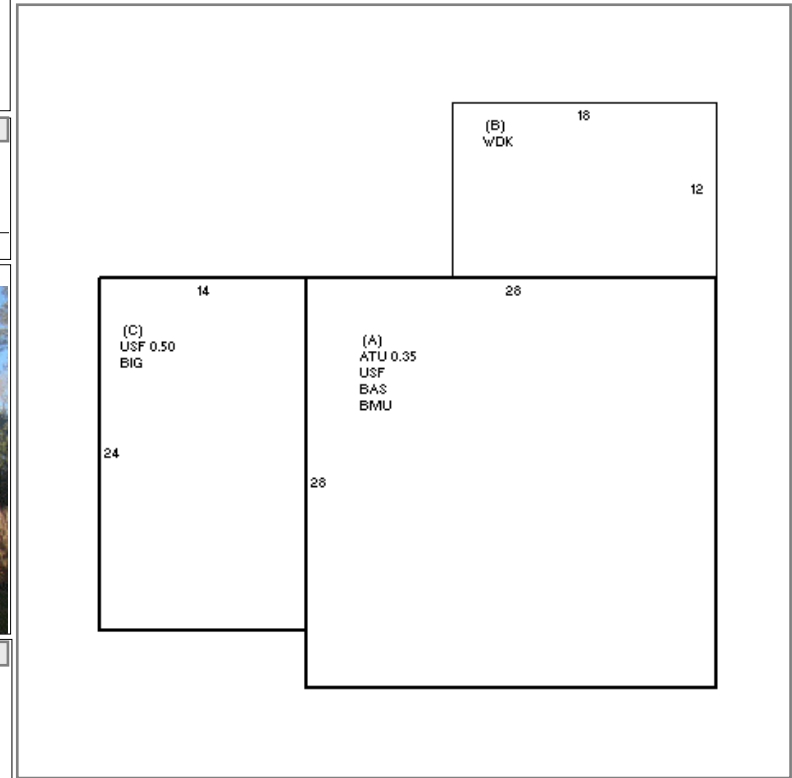 18
(B)
WDK
12
14
28
(C)
USF 0.50
BIG
(A)
ATU 0.35
USF
BAS
BMU
24
28